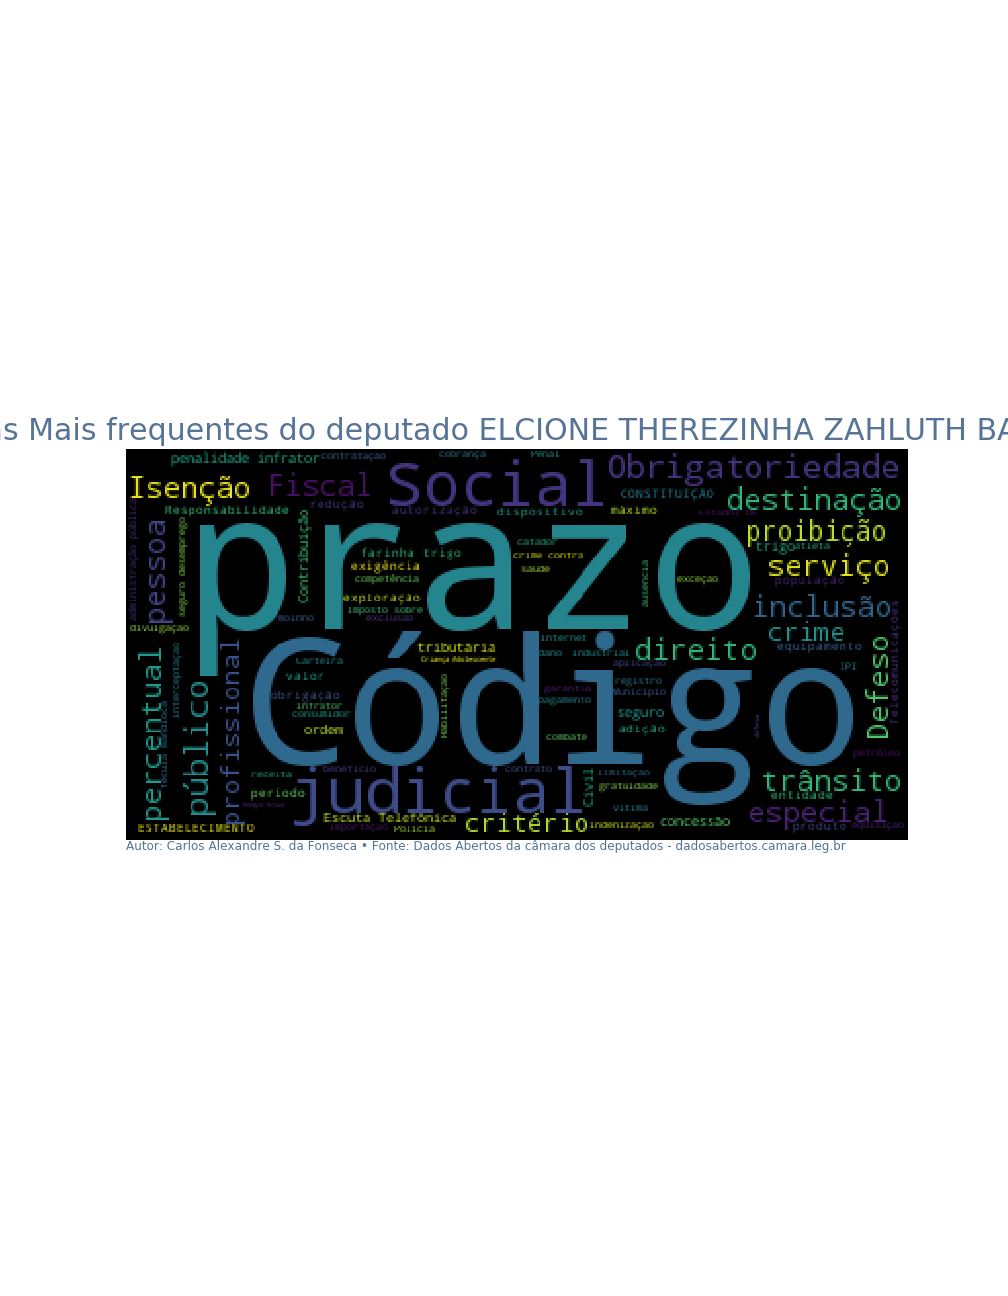 s Mais frequentes do deputado ELCIONE THEREZINHA ZAHLUTH BA
penalidade infrator
contratação
cobrança
Penal
Isenção
Fiscal
Social
Obrigatoriedade
CONSTITUIÇÃO
destinação
Responsabilidade
redução
autorização
dispositivo
máximo
administração pública
pessoa
seguro desemprego
Contribuição
prazo
proibição
trigo
atleta
farinha trigo
catador
crime contra
exigência
saúde
serviço
competência
exceção
população
ausência
exploração
imposto sobre
exclusão
moinho
inclusão
divulgação
crime
internet
tributária
Criança Adolescente
dano
industrial
direito
equipamento
Telecomunicações
Defeso
IPI
percentual
interceptação
público
profissional
Carteira
valor
aplicação
registro
Município
garantia
pagamento
obrigação
infrator
consumidor
Habilitação
Código
ordem
seguro
adição
combate
petróleo
receita
benefício
contrato
limitação
gratuidade
Civil
trânsito
período
judicial
entidade
vítima
especial
Escuta Telefônica
critério
indenização
concessão
produto
aquisição
ESTABELECIMENTO
importação
Polícia
Autor: Carlos Alexandre S. da Fonseca • Fonte: Dados Abertos da câmara dos deputados - dadosabertos.camara.leg.br